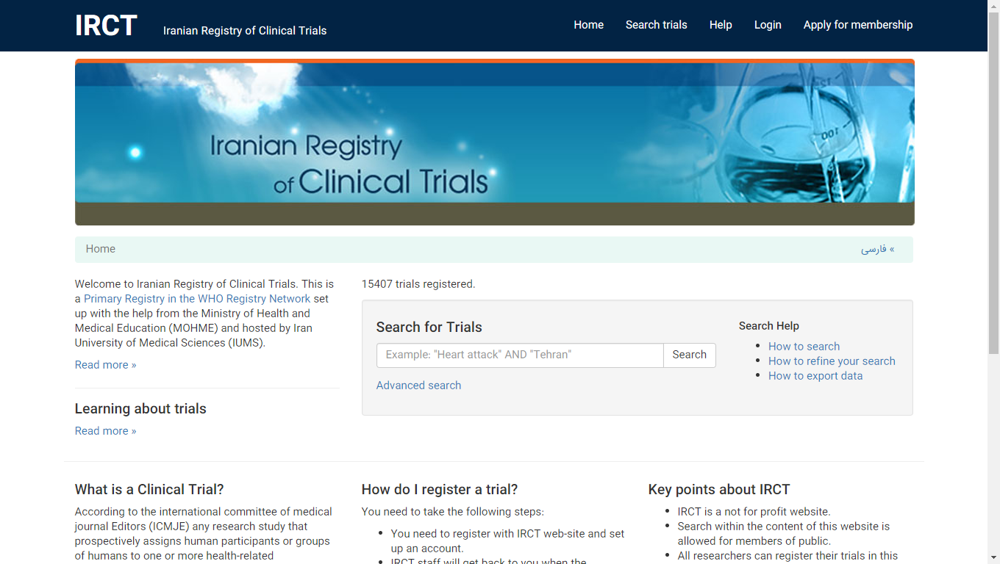 IRCT
Iranian Registry of Clinical Trials
Home
Search trials
Help
Login
Apply for membership
Iranian Registry
of Clinical Trials
100
Home
« فارسی
Welcome to Iranian Registry of Clinical Trials. This is
a Primary Registry in the WHO Registry Network set
up with the help from the Ministry of Health and
Medical Education (MOHME) and hosted by Iran
University of Medical Sciences (IUMS).
Read more »
Learning about trials
Read more »
15407 trials registered.
Search for Trials
Example: "Heart attack" AND "Tehran"
Search
Advanced search
Search Help
• How to search
• How to refine your search
• How to export data
What is a Clinical Trial?
According to the international committee of medical
journal Editors (ICMJE) any research study that
prospectively assigns human participants or groups
of humans to one or more health-related
How do I register a trial?
You need to take the following steps:
• You need to register with IRCT web-site and set
up an account.
• IRCT staff will get back to you when the
Key points about IRCT
• IRCT is a not for profit website.
• Search within the content of this website is
allowed for members of public.
• All researchers can register their trials in this